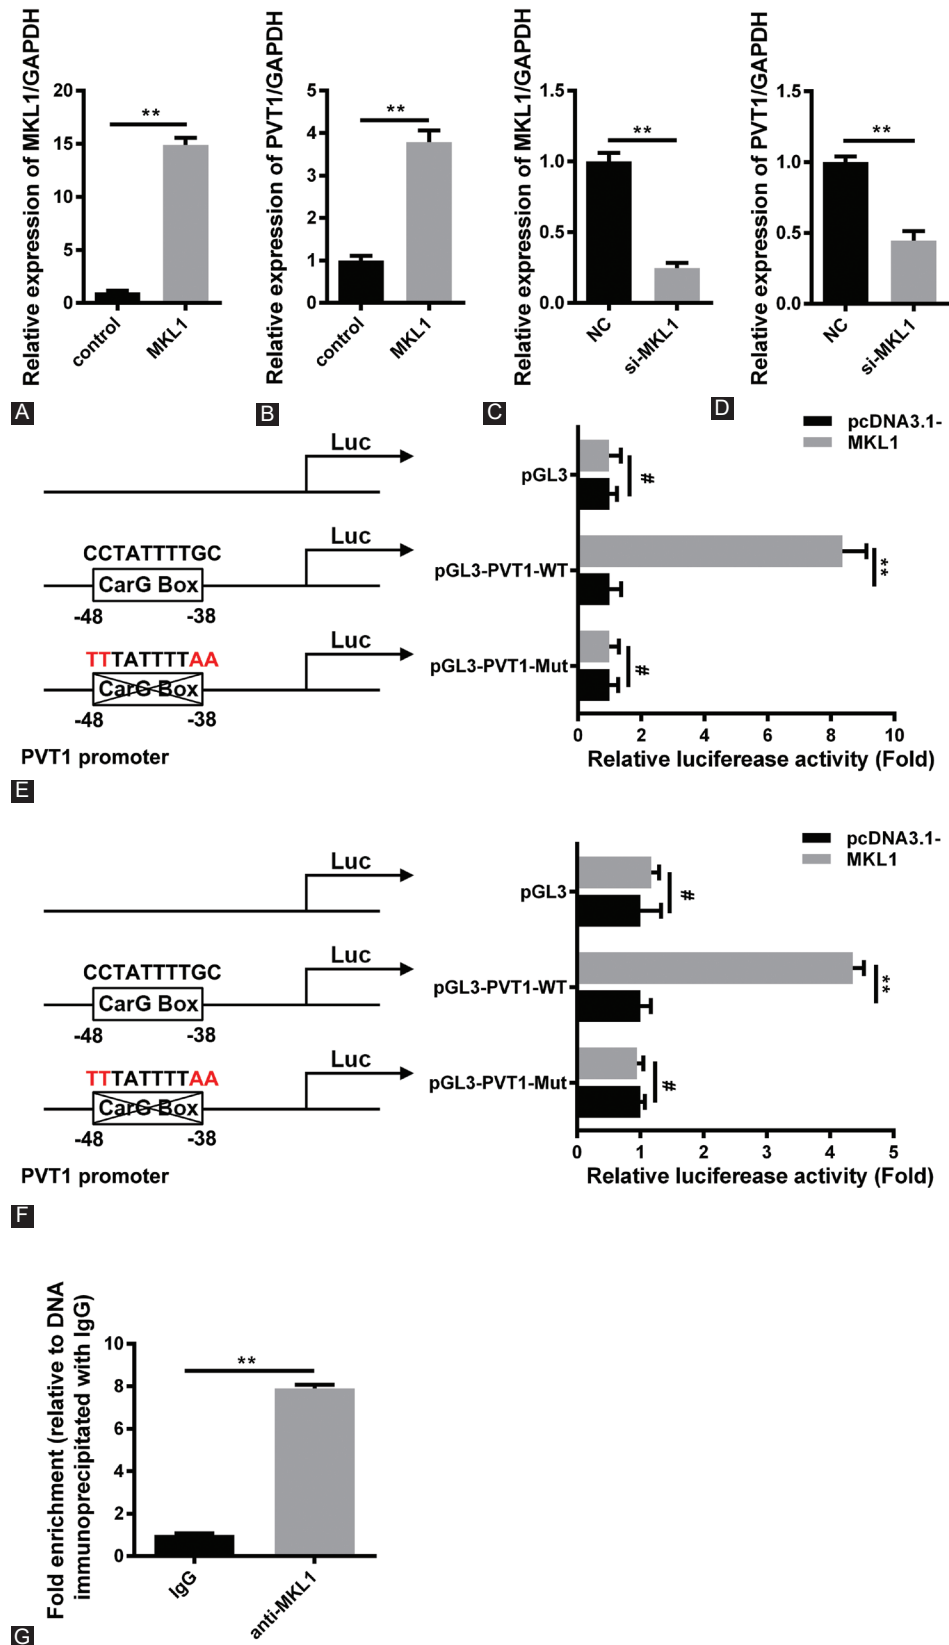 Relative expression of MKL1/GAPDH
20
15
10
5
0
**
control
MKL1
A
Relative expression of PVT1/GAPDH
5
4
3
2
1
0
**
control
MKL1
B
Relative expression of MKL1/GAPDH
1.5
1.0
0.5
0.0
**
NC
si-MKL1
C
Relative expression of PVT1/GAPDH
1.5
1.0
0.5
0.0
**
NC
si-MKL1
D
Luc
CCTATTTTGC
Luc
CarG Box
-48
-38
TTTATTTTAA
Luc
CarG Box
-48
-38
PVT1 promoter
pcDNA3.1-
MKL1
pGL3
#
pGL3-PVT1-WT
**
pGL3-PVT1-Mut
#
0 2 4 6 8 10
Relative luciferease activity (Fold)
E
Luc
CCTATTTTGC
Luc
CarG Box
-48
-38
TTTATTTTAA
Luc
CarG Box
-48
-38
PVT1 promoter
pcDNA3.1-
MKL1
pGL3
#
pGL3-PVT1-WT
**
pGL3-PVT1-Mut
#
0 1 2 3 4 5
Relative luciferease activity (Fold)
F
Fold enrichment (relative to DNA
immunoprecipitated with IgG)
10
8
6
4
2
0
**
IgG
anti-MKL1
G